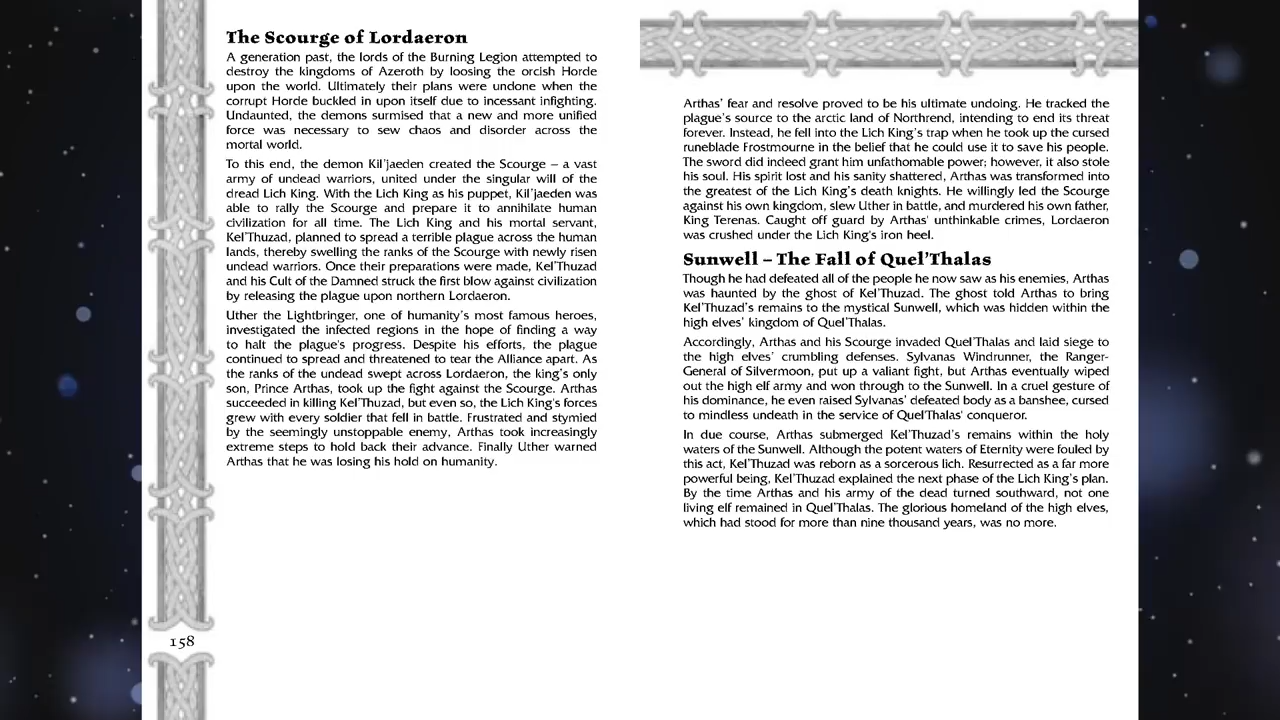 The Scourge of Lordaeron
A generation past, the lords of the Burning Legion attempted to
destroy the kingdoms of Azeroth by loosing the orcish Horde
upon the world. Ultimately their plans were undone when the
corrupt Horde buckled in upon itself due to incessant infighting.
Undaunted, the demons surmised that a new and more unified
force was necessary to sew chaos and disorder across the
mortal world.
To this end, the demon Kil'jaeden created the Scourge – a vast
army of undead warriors, united under the singular will of the
dread Lich King. With the Lich King as his puppet, Kil'jaeden was
able to rally the Scourge and prepare it to annihilate human
civilization for all time. The Lich King and his mortal servant,
Kel'Thuzad, planned to spread a terrible plague across the human
lands, thereby swelling the ranks of the Scourge with newly risen
undead warriors. Once their preparations were made, Kel'Thuzad
and his Cult of the Damned struck the first blow against civilization
by releasing the plague upon northern Lordaeron.
Uther the Lightbringer, one of humanity's most famous heroes,
investigated the infected regions in the hope of finding a way
to halt the plague's progress. Despite his efforts, the plague
continued to spread and threatened to tear the Alliance apart. As
the ranks of the undead swept across Lordaeron, the king's only
son, Prince Arthas, took up the fight against the Scourge. Arthas
succeeded in killing Kel'Thuzad, but even so, the Lich King's forces
grew with every soldier that fell in battle. Frustrated and stymied
by the seemingly unstoppable enemy, Arthas took increasingly
extreme steps to hold back their advance. Finally Uther warned
Arthas that he was losing his hold on humanity.
158
Arthas' fear and resolve proved to be his ultimate undoing. He tracked the
plague's source to the arctic land of Northrend, intending to end its threat
forever. Instead, he fell into the Lich King's trap when he took up the cursed
runeblade Frostmourne in the belief that he could use it to save his people.
The sword did indeed grant him unfathomable power; however, it also stole
his soul. His spirit lost and his sanity shattered, Arthas was transformed into
the greatest of the Lich King's death knights. He willingly led the Scourge
against his own kingdom, slew Uther in battle, and murdered his own father,
King Terenas. Caught off guard by Arthas' unthinkable crimes, Lordaeron
was crushed under the Lich King's iron heel.
Sunwell – The Fall of Quel'Thalas
Though he had defeated all of the people he now saw as his enemies, Arthas
was haunted by the ghost of Kel'Thuzad. The ghost told Arthas to bring
Kel'Thuzad's remains to the mystical Sunwell, which was hidden within the
high elves' kingdom of Quel'Thalas.
Accordingly, Arthas and his Scourge invaded Quel'Thalas and laid siege to
the high elves' crumbling defenses. Sylvanas Windrunner, the Ranger-
General of Silvermoon, put up a valiant fight, but Arthas eventually wiped
out the high elf army and won through to the Sunwell. In a cruel gesture of
his dominance, he even raised Sylvanas' defeated body as a banshee, cursed
to mindless undeath in the service of Quel'Thalas' conqueror.
In due course, Arthas submerged Kel'Thuzad's remains within the holy
waters of the Sunwell. Although the potent waters of Eternity were fouled by
this act, Kel'Thuzad was reborn as a sorcerous lich. Resurrected as a far more
powerful being, Kel'Thuzad explained the next phase of the Lich King's plan.
By the time Arthas and his army of the dead turned southward, not one
living elf remained in Quel'Thalas. The glorious homeland of the high elves,
which had stood for more than nine thousand years, was no more.